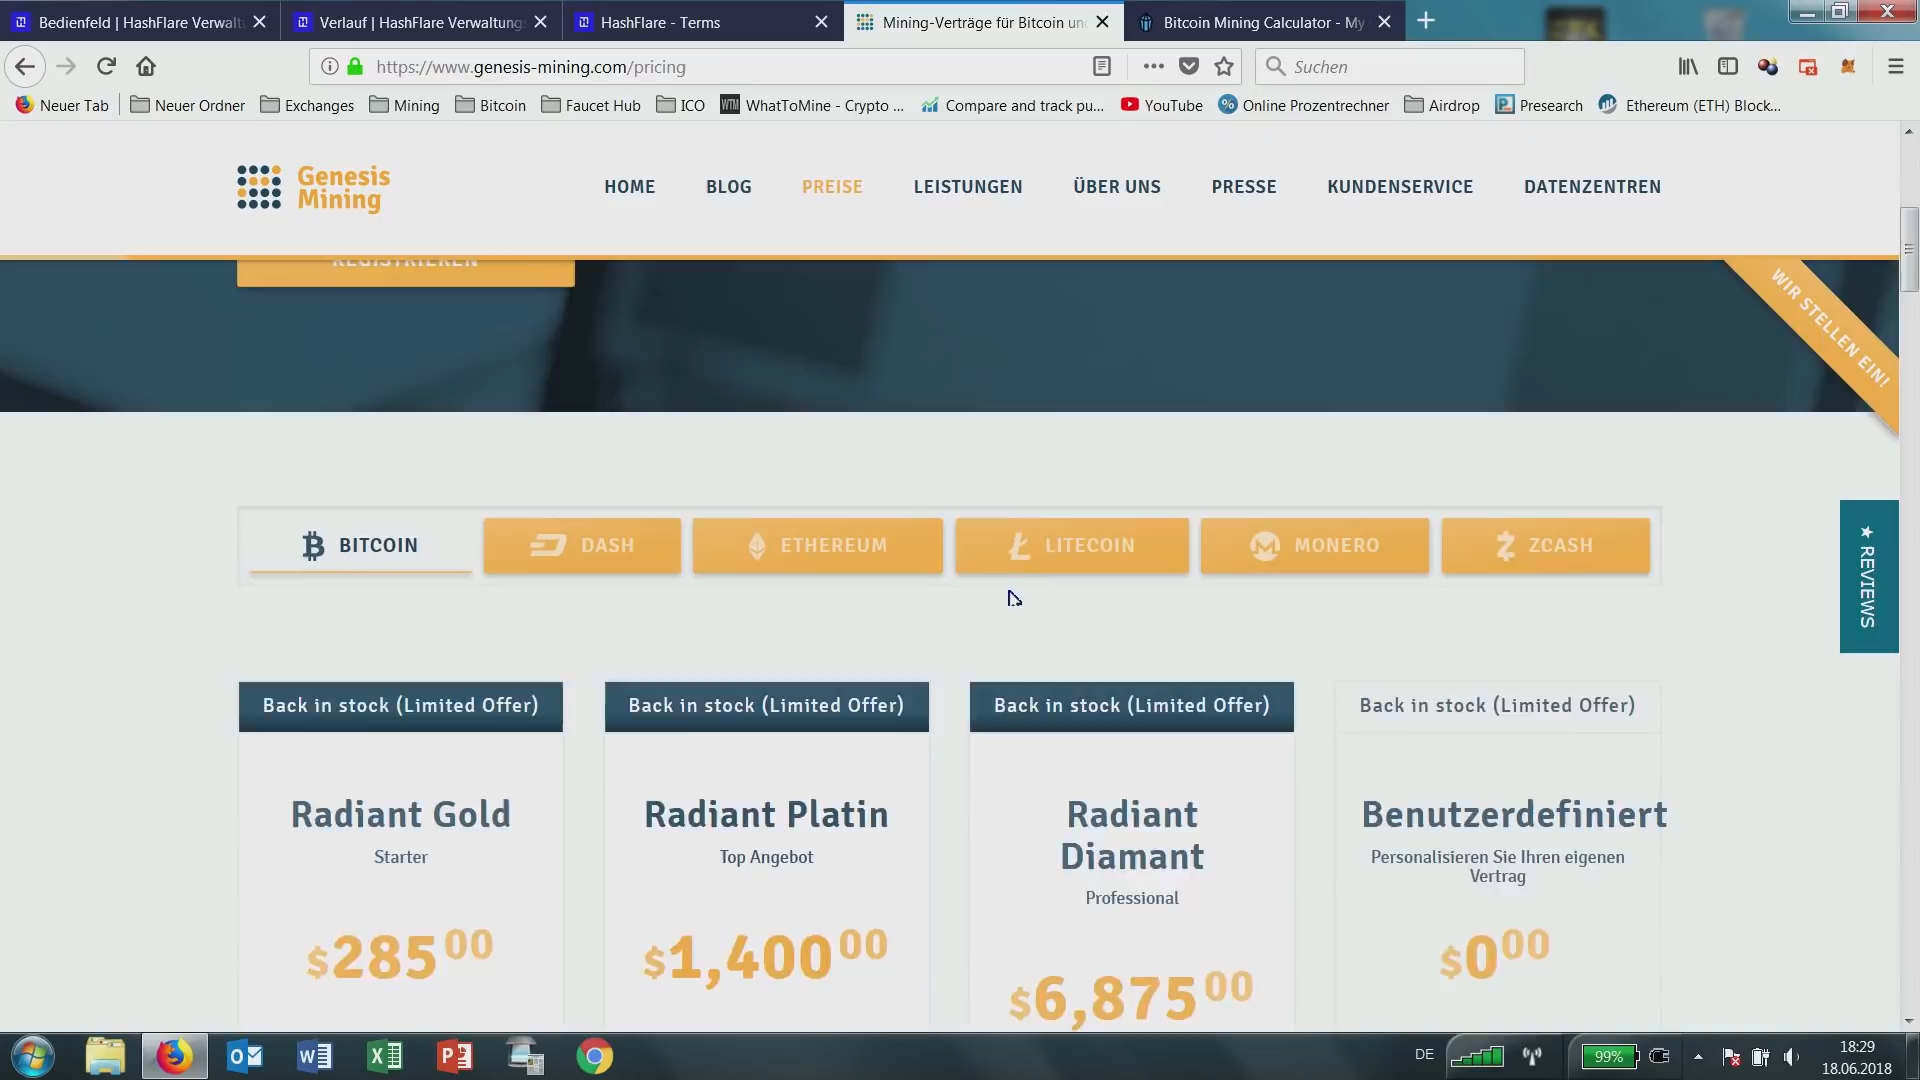 Bedienfeld | HashFlare Verwalt
Verlauf | HashFlare Verwaltung
HashFlare - Terms
Mining-Verträge für Bitcoin un
Bitcoin Mining Calculator - My
https://www.genesis-mining.com/pricing
Suchen
Neuer Tab
Neuer Ordner
Exchanges
Mining
Bitcoin
Faucet Hub
ICO
WTM
WhatToMine - Crypto ...
Compare and track pu...
YouTube
Online Prozentrechner
Airdrop
Presearch
Ethereum (ETH) Block...
Genesis
Mining
HOME
BLOG
PREISE
LEISTUNGEN
ÜBER UNS
PRESSE
KUNDENSERVICE
DATENZENTREN
REGISTRIEREN
WIR STELLEN EIN!
BITCOIN
DASH
ETHEREUM
LITECOIN
MONERO
ZCASH
★ REVIEWS
Back in stock (Limited Offer)
Back in stock (Limited Offer)
Back in stock (Limited Offer)
Back in stock (Limited Offer)
Radiant Gold
Starter
$285 00
Radiant Platin
Top Angebot
$1,400 00
Radiant
Diamant
Professional
$6,875 00
Benutzerdefiniert
Personalisieren Sie Ihren eigenen
Vertrag
$0 00
DE
99%
18:29
18.06.2018